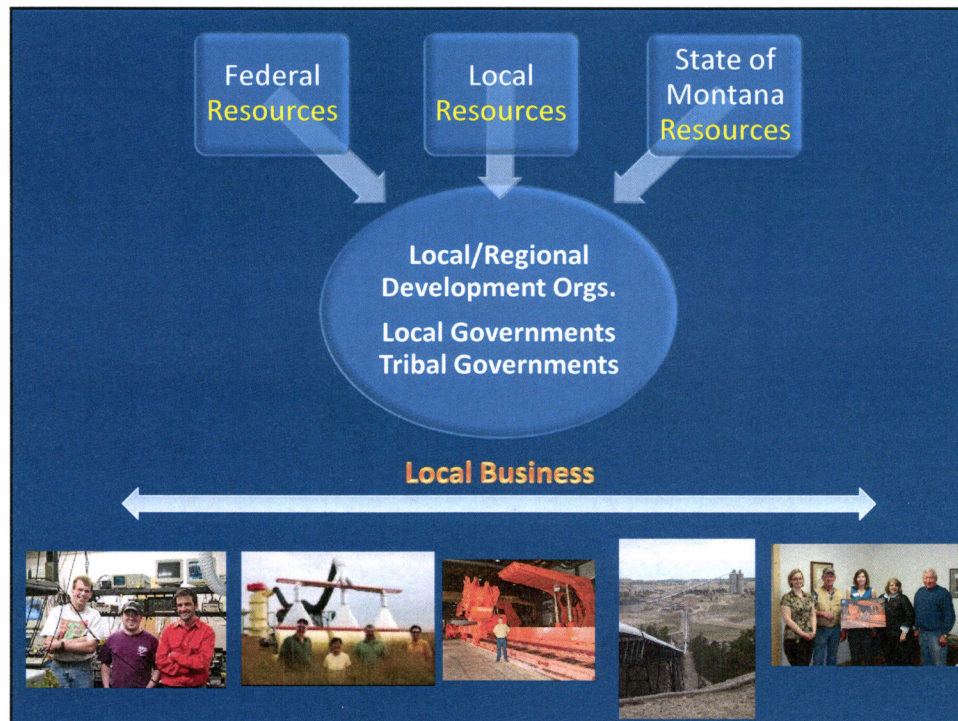 Federal
Resources
Local
Resources
State of
Montana
Resources
Local/Regional
Development Orgs.
Local Governments
Tribal Governments
Local Business